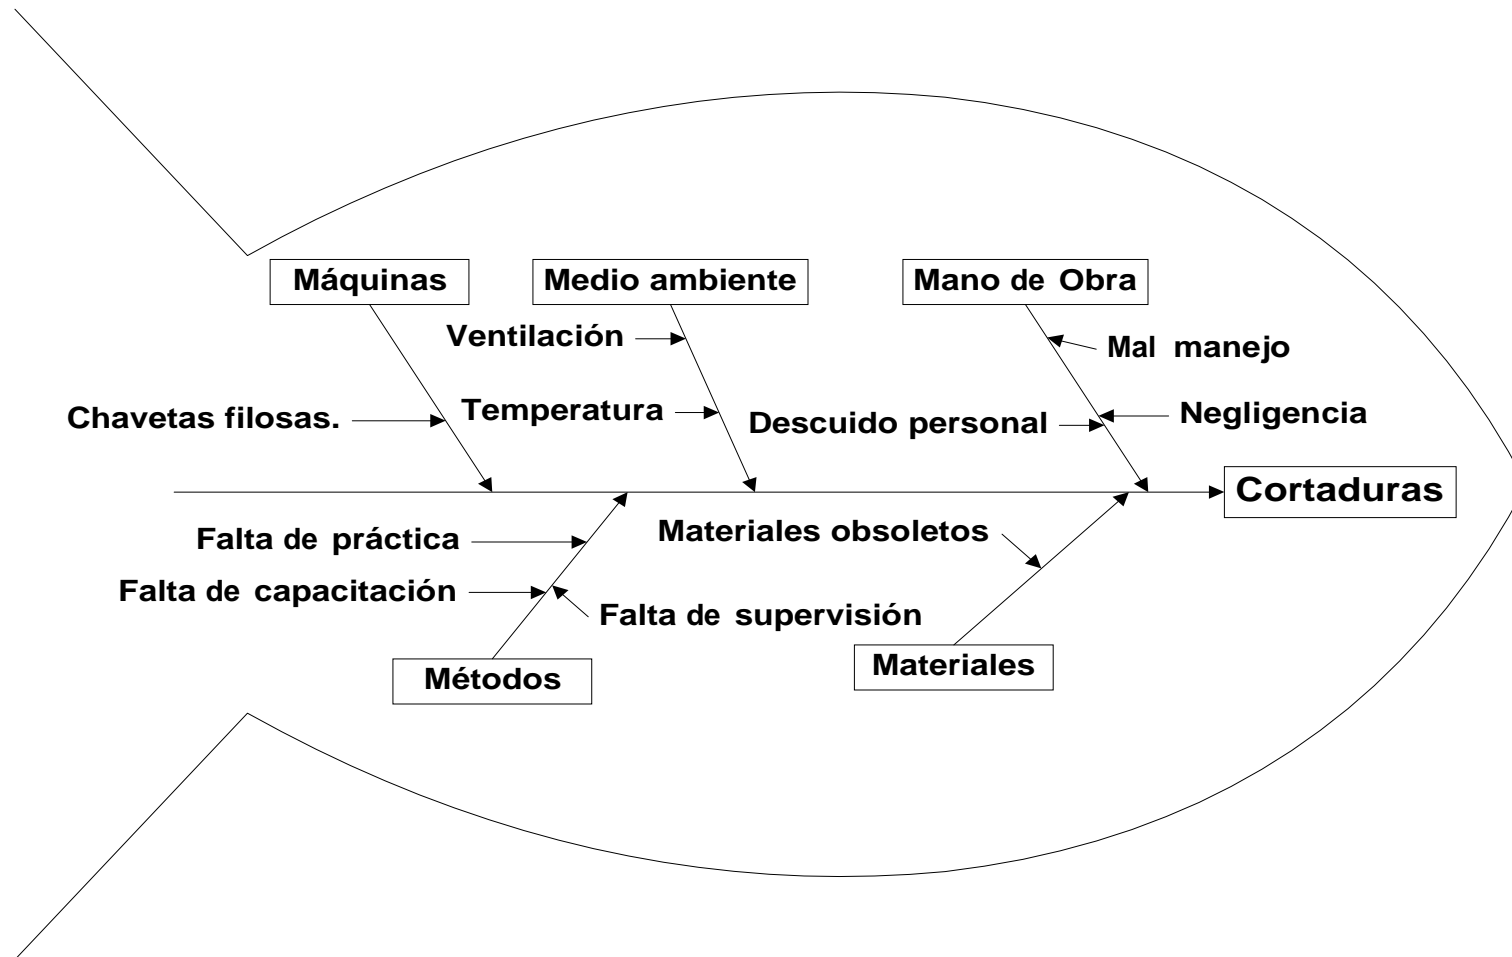 Máquinas
Medio ambiente
Mano de Obra
Ventilación
Mal manejo
Chavetas filosas.
Temperatura
Descuido personal
Negligencia
Cortaduras
Falta de práctica
Materiales obsoletos
Falta de capacitación
Falta de supervisión
Métodos
Materiales